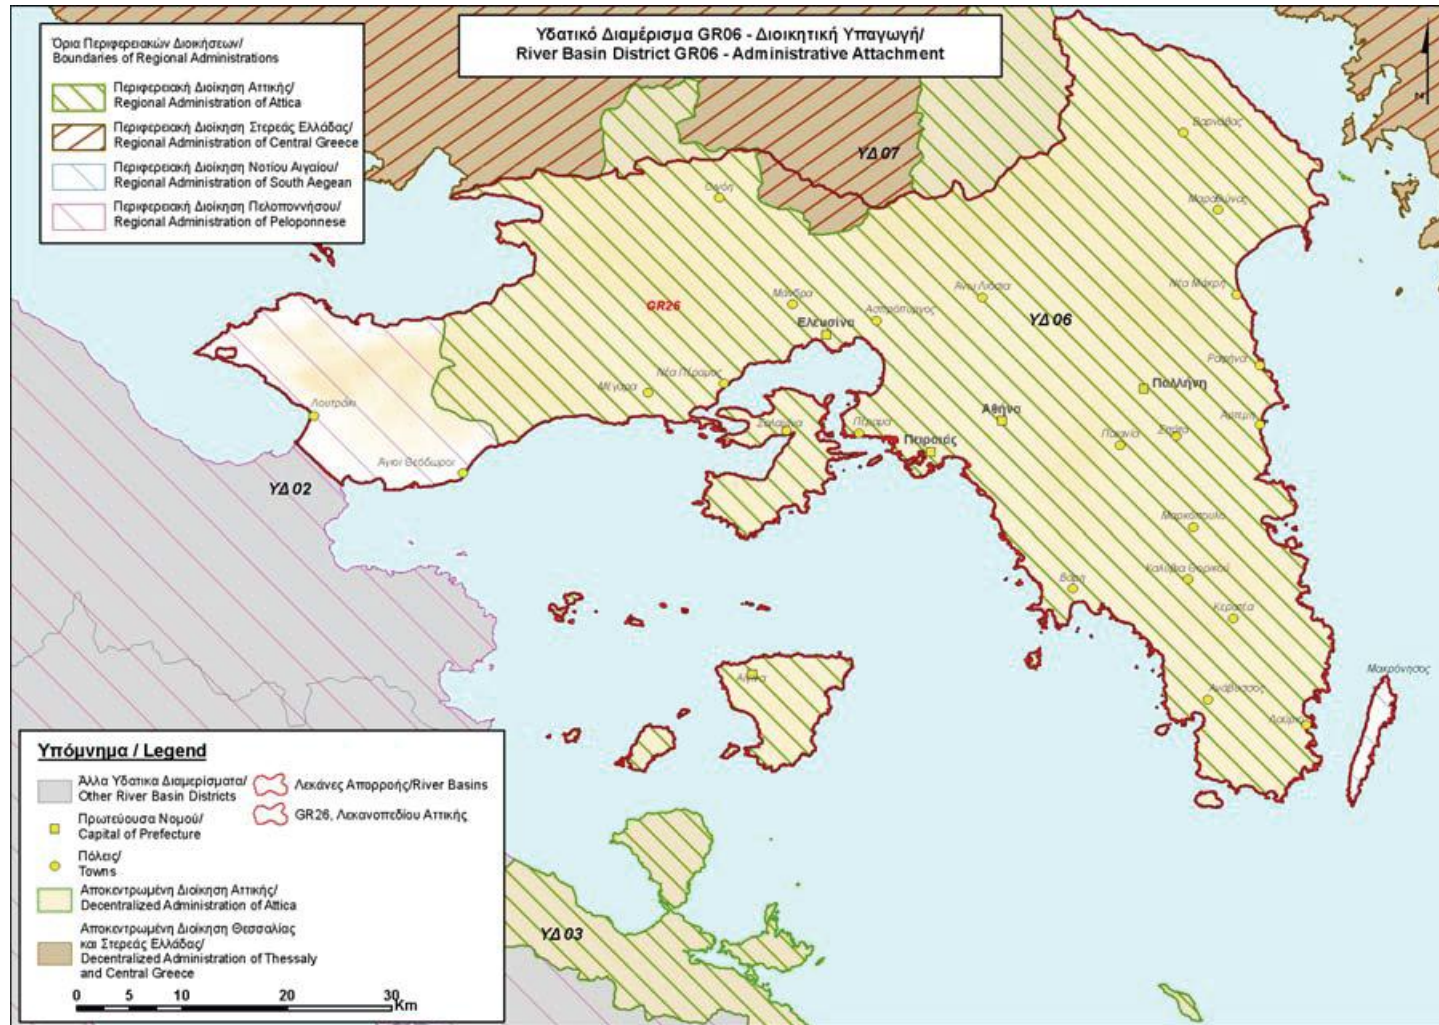 Υδατικό Διαμέρισμα GR06 - Διοικητική Υπαγωγή/
River Basin District GR06 - Administrative Attachment
Όρια Περιφερειακών Διοικήσεων/
Boundaries of Regional Administrations
Περιφερειακή Διοίκηση Αττικής/
Regional Administration of Attica
Περιφερειακή Διοίκηση Στερεάς Ελλάδας/
Regional Administration of Central Greece
Περιφερειακή Διοίκηση Νοτίου Αιγαίου/
Regional Administration of South Aegean
Περιφερειακή Διοίκηση Πελοποννήσου/
Regional Administration of Peloponnese
N
Βαρνάβας
ΥΔ 07
Οινόη
Μαραθώνας
Νέα Μάκρη
Άνω Λιόσια
Μάνδρα
GR26
Ασπρόπυργος
Ελευσίνα
ΥΔ 06
Ραφήνα
Νέα Πέραμος
Μέγαρα
Παλλήνη
Λουτράκι
Αθήνα
Αρτέμη
Σαλαμίνα
Πέραμα
Πειραιάς
Παιανία
Σπάτα
Άγιοι Θεόδωροι
ΥΔ 02
Μαρκόπουλο
Καλύβια Θορικού
Βάρη
Κερατέα
Μακρόνησος
Αίγινα
Ανάβυσσος
Λαύριο
ΥΔ 03
Υπόμνημα / Legend
Άλλα Υδατικα Διαμερίσματα/
Other River Basin Districts
Πρωτεύουσα Νομού/
Capital of Prefecture
Πόλεις/
Towns
Αποκεντρωμένη Διοίκηση Αττικής/
Decentralized Administration of Attica
Αποκεντρωμένη Διοίκηση Θεσσαλίας
και Στερεάς Ελλάδας/
Decentralized Administration of Thessaly
and Central Greece
Λεκάνες Απορροής/River Basins
GR26, Λεκανοπεδίου Αττικής
0 5 10 20 30
Km